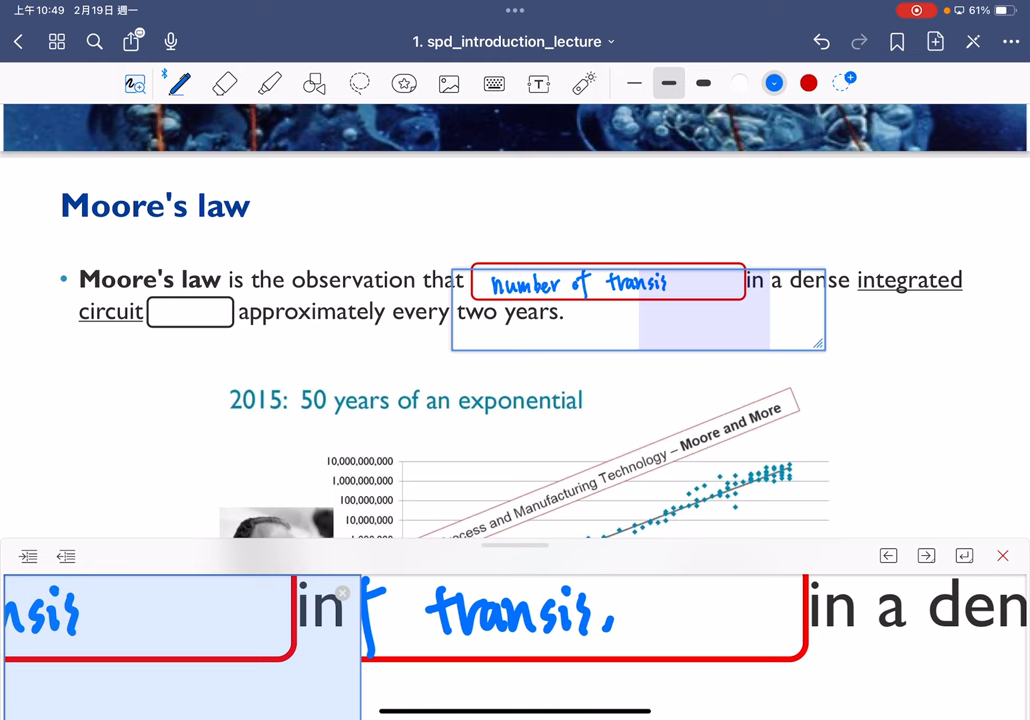 上午10:49 2月19日 週一
61%
1. spd_introduction_lecture
T
Moore's law
• Moore's law is the observation that number of transis in a dense integrated
circuit approximately every two years.
2015: 50 years of an exponential
ocess and Manufacturing Technology – Moore and More
10,000,000,000
1,000,000,000
100,000,000
10,000,000
nsis in
f transis, in a den